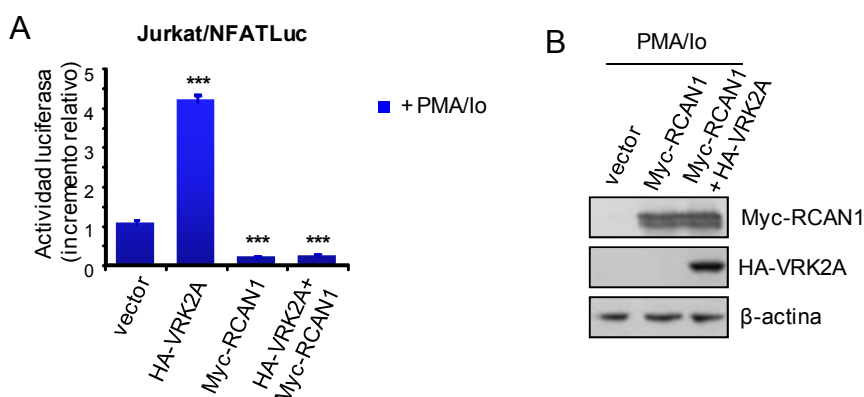 A
Jurkat/NFATLuc
Actividad luciferasa
(incremento relativo)
5
4
3
2
1
1
0
***
***
***
+ PMA/Io
vector
HA-VRK2A
Myc-RCAN1
HA-VRK2A+
Myc-RCAN1
B
PMA/Io
vector
Myc-RCAN1
Myc-RCAN1
+ HA-VRK2A
Myc-RCAN1
HA-VRK2A
β-actina